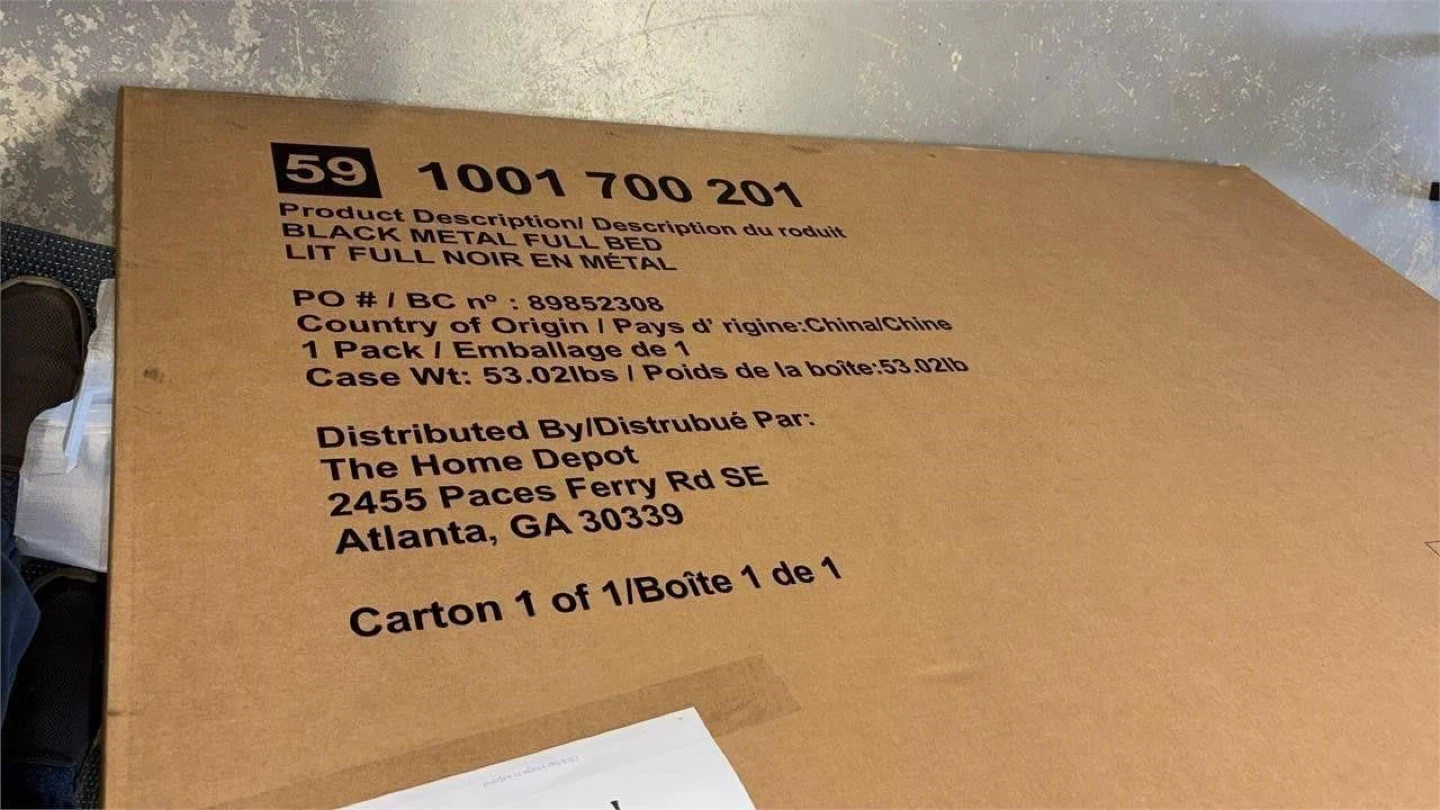 59 1001 700 201
Product Description/ Description du roduit
BLACK METAL FULL BED
LIT FULL NOIR EN MÉTAL
PO # / BC nº : 89852308
Country of Origin / Pays d' rigine:China/Chine
1 Pack / Emballage de 1
Case Wt: 53.02lbs / Poids de la boîte:53.02lb
Distributed By/Distrubué Par:
The Home Depot
2455 Paces Ferry Rd SE
Atlanta, GA 30339
Carton 1 of 1/Boîte 1 de 1